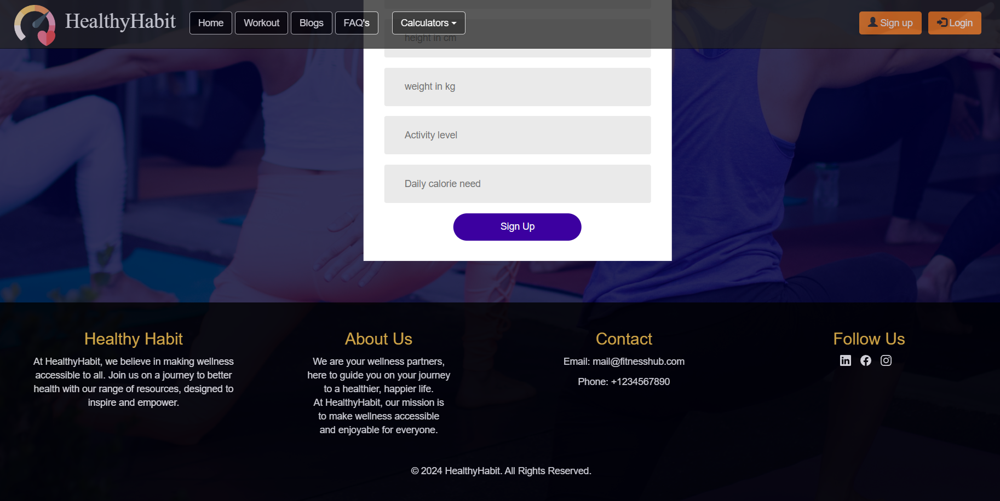 HealthyHabit
Home
Workout
Blogs
FAQ's
Calculators
Sign up
Login
height in cm
weight in kg
Activity level
Daily calorie need
Sign Up
Healthy Habit
At HealthyHabit, we believe in making wellness
accessible to all. Join us on a journey to better
health with our range of resources, designed to
inspire and empower.
About Us
We are your wellness partners,
here to guide you on your journey
to a healthier, happier life.
At HealthyHabit, our mission is
to make wellness accessible
and enjoyable for everyone.
Contact
Email: mail@fitnesshub.com
Phone: +1234567890
Follow Us
© 2024 HealthyHabit. All Rights Reserved.